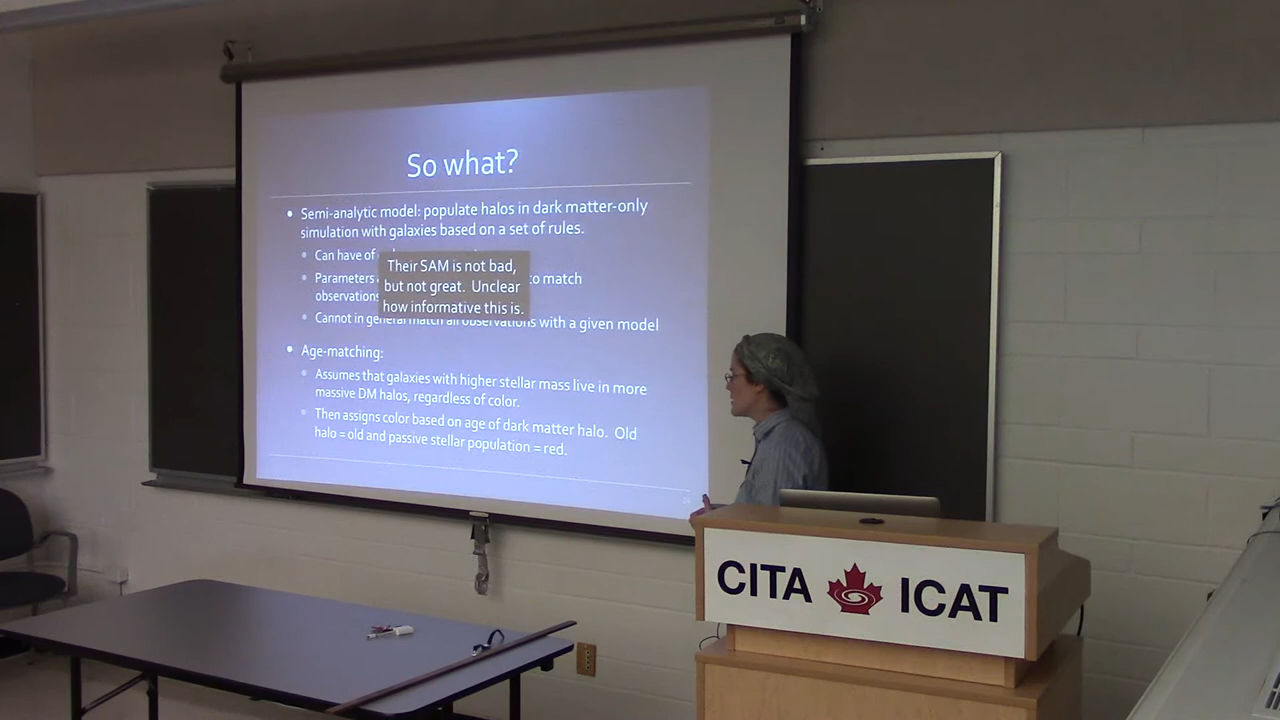 So what?
• Semi-analytic model: populate halos in dark matter-only
simulation with galaxies based on a set of rules.
• Can have of
• Parameters to match
observations
• Cannot in general match all observations with a given model
Their SAM is not bad,
but not great. Unclear
how informative this is.
• Age-matching:
• Assumes that galaxies with higher stellar mass live in more
massive DM halos, regardless of color.
• Then assigns color based on age of dark matter halo. Old
halo = old and passive stellar population = red.
CITA ICAT